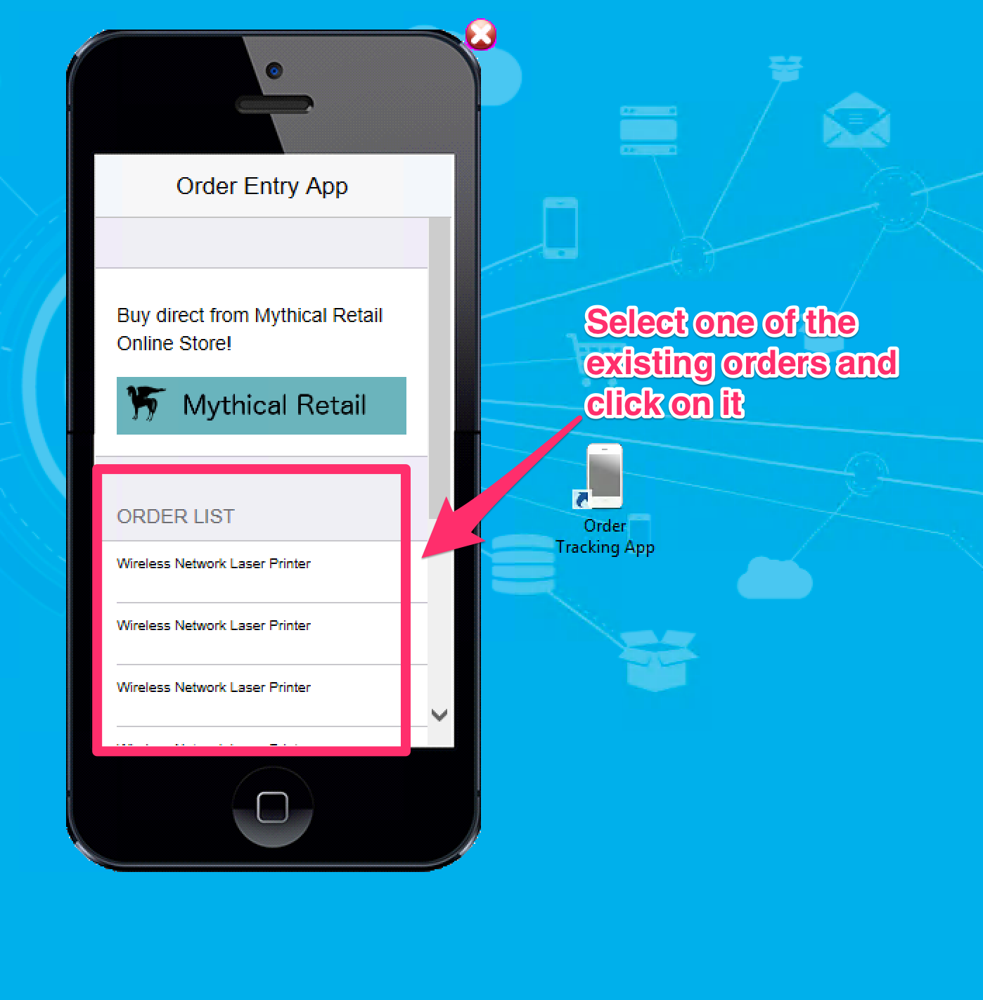 Order Entry App
Buy direct from Mythical Retail
Online Store!
Mythical Retail
ORDER LIST
Wireless Network Laser Printer
Wireless Network Laser Printer
Wireless Network Laser Printer
Select one of the
existing orders and
click on it
Order
Tracking App